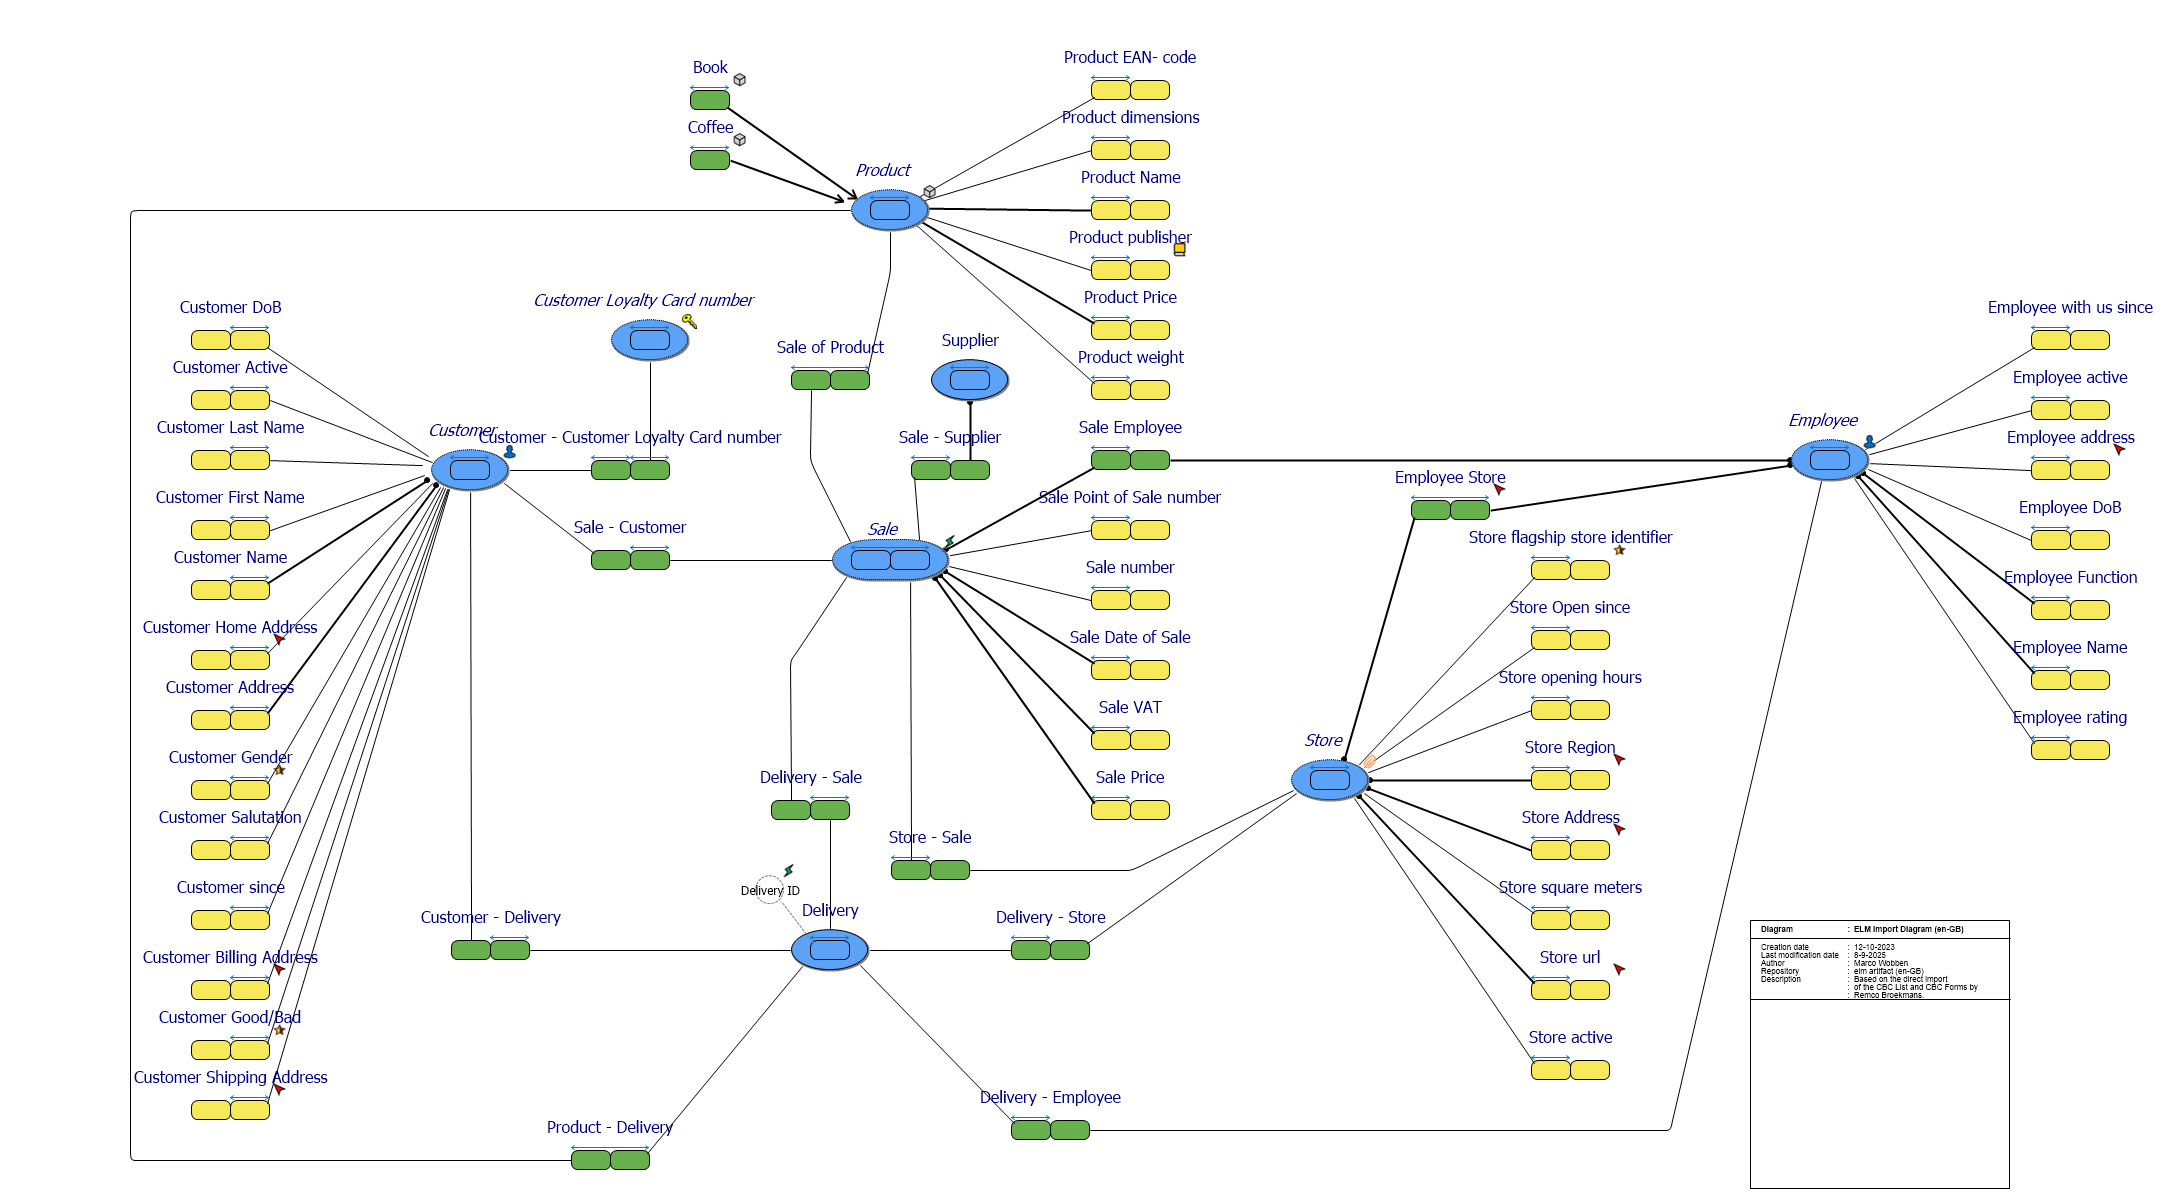 Book
Coffee
Product
Product EAN- code
Product dimensions
Product Name
Product publisher
Product Price
Product weight
Customer DoB
Customer Active
Customer Last Name
Customer First Name
Customer Name
Customer Home Address
Customer Address
Customer Gender
Customer Salutation
Customer since
Customer Billing Address
Customer Good/Bad
Customer Shipping Address
Customer Loyalty Card number
Customer
Customer - Customer Loyalty Card number
Sale of Product
Supplier
Sale - Supplier
Sale - Customer
Sale
Sale Employee
Sale Point of Sale number
Sale number
Sale Date of Sale
Sale VAT
Sale Price
Delivery - Sale
Store - Sale
Delivery ID
Delivery
Customer - Delivery
Delivery - Store
Product - Delivery
Delivery - Employee
Employee Store
Store flagship store identifier
Store Open since
Store opening hours
Store
Store Region
Store Address
Store square meters
Store url
Store active
Employee
Employee with us since
Employee active
Employee address
Employee DoB
Employee Function
Employee Name
Employee rating
Diagram : ELM Import Diagram (en-GB)
Creation date : 12-10-2023
Last modification date : 8-9-2025
Author : Marco Wobben
Repository : elm artifact (en-GB)
Description : Based on the direct import
: of the CBC List and CBC Forms by
: Remco Broekmans.